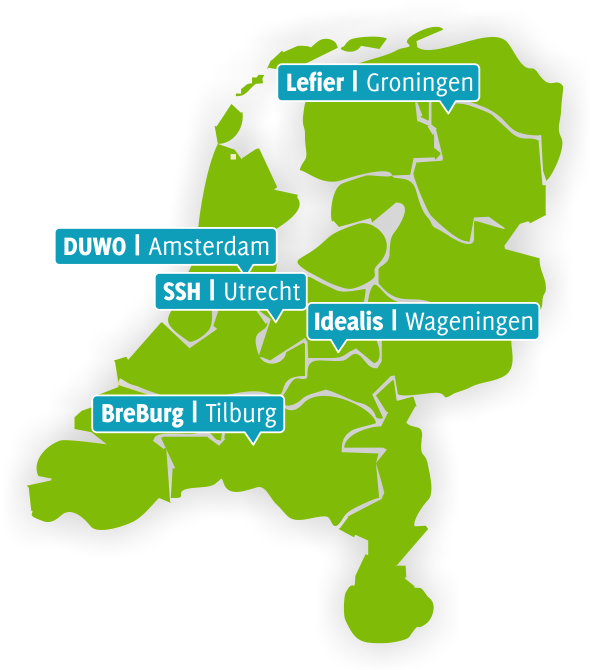 Lefier | Groningen
DUWO | Amsterdam
SSH | Utrecht
Idealis | Wageningen
BreBurg | Tilburg